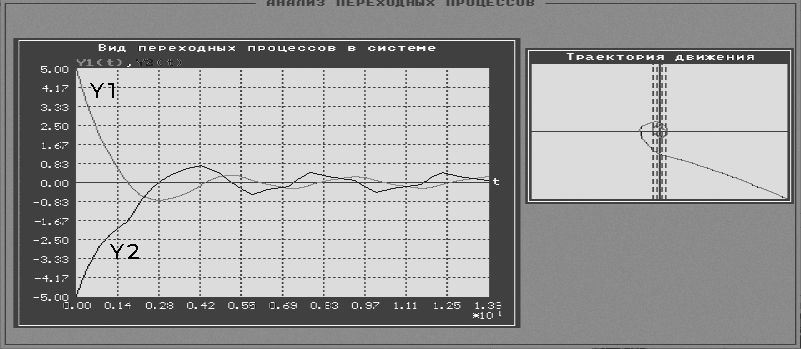 АНАЛИЗ ПЕРЕХОДНЫХ ПРОЦЕССОВ
Вид переходных процессов в системе
Y1(t),Y2(t)
5.00
4.17
3.33
2.50
1.67
0.83
0.00
-0.83
-1.67
-2.50
-3.33
-4.17
-5.00
Y1
Y2
t
0.00 0.14 0.28 0.42 0.55 0.69 0.83 0.97 1.11 1.25 1.38
*10¹
Траектория движения